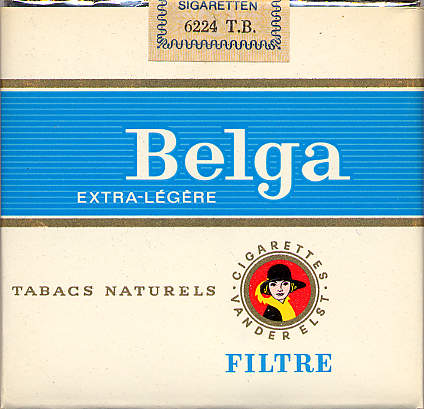 SIGARETTEN
6224 T.B.
Belga
EXTRA-LÉGÈRE
TABACS NATURELS
CIGARETTES
VANDER ELST
FILTRE